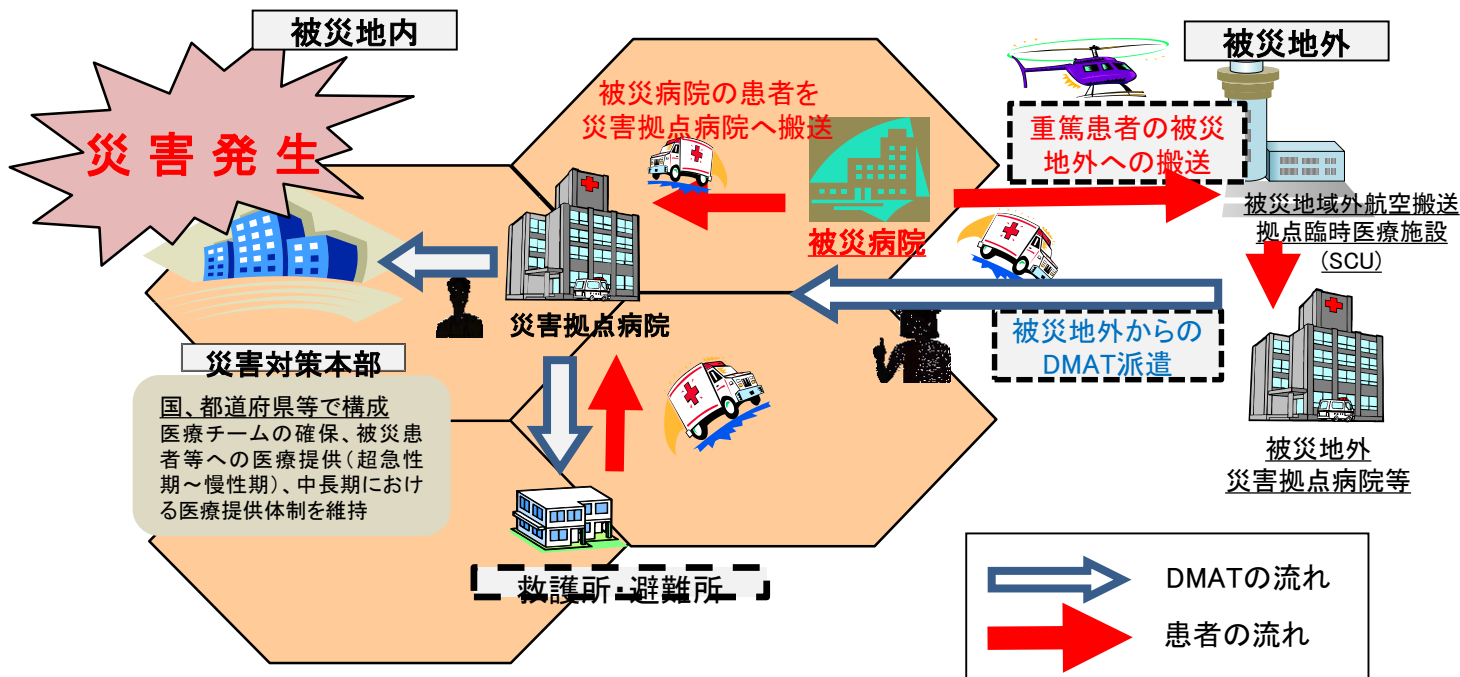 被災地内
災害発生
被災地外
被災病院の患者を
災害拠点病院へ搬送
重篤患者の被災
地外への搬送
被災病院
被災地域外航空搬送
拠点臨時医療施設
(SCU)
災害拠点病院
被災地外からの
DMAT派遣
災害対策本部
国、都道府県等で構成
医療チームの確保、被災患
者等への医療提供(超急性
期~慢性期)、中長期におけ
る医療提供体制を維持
被災地外
災害拠点病院等
救護所・避難所
DMATの流れ
患者の流れ